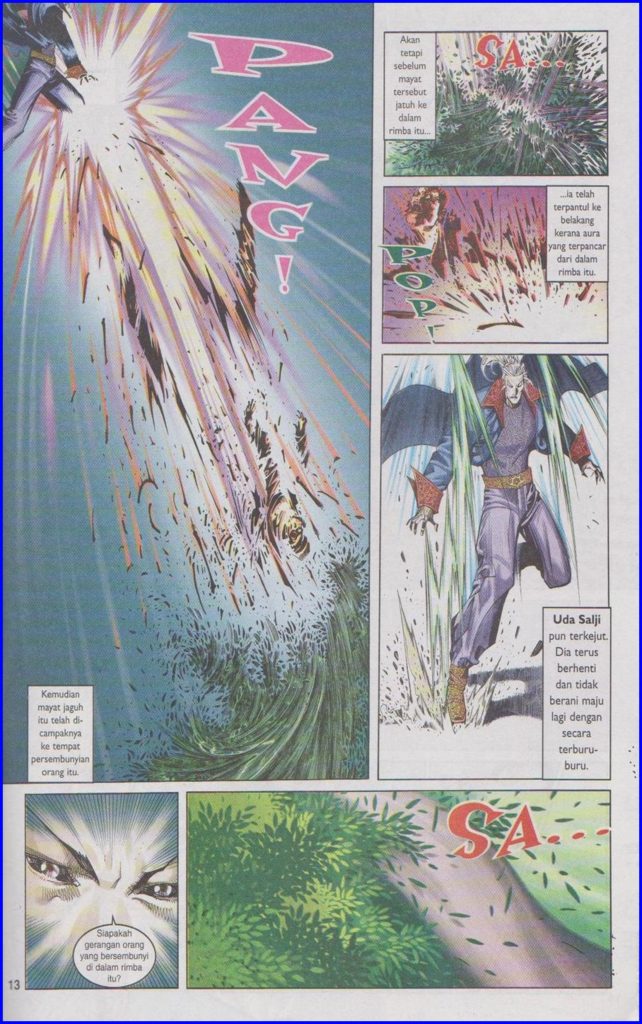 PANG!
Kemudian
mayat jaguh
itu telah di-
campaknya
ke tempat
persembunyian
orang itu.
Akan
tetapi
sebelum
mayat
tersebut
jatuh ke
dalam
rimba itu...
SA...
...ia telah
terpantul ke
belakang
kerana aura
yang terpancar
dari dalam
rimba itu.
POP!
Uda Salji
pun terkejut.
Dia terus
berhenti
dan tidak
berani maju
lagi dengan
secara
terburu-
buru.
Siapakah
gerangan orang
yang bersembunyi
di dalam rimba
itu?
SA...
13